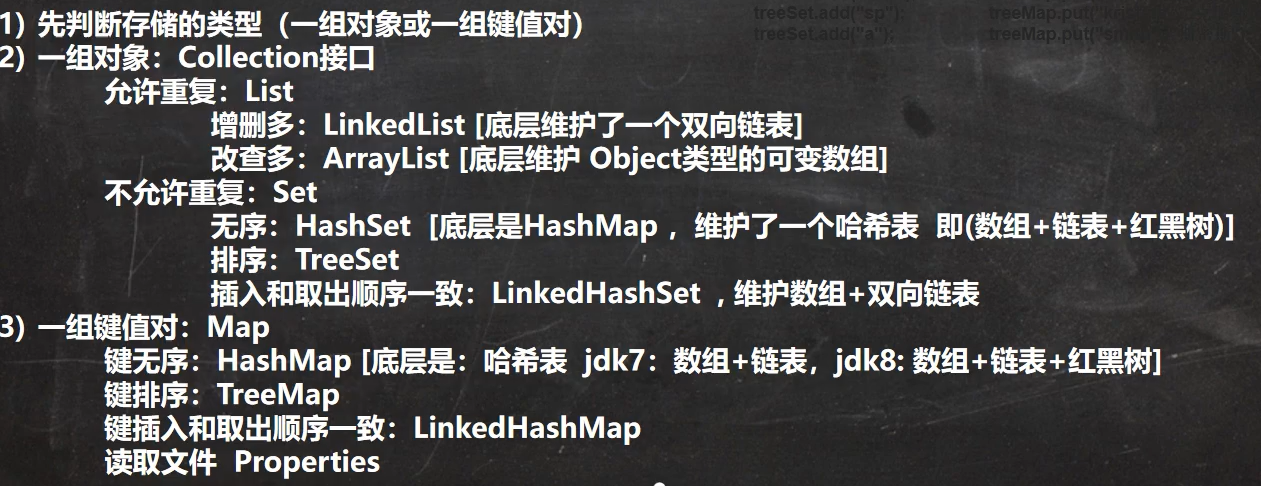 1) 先判断存储的类型（一组对象或一组键值对）
2) 一组对象：Collection接口
允许重复：List
增删多：LinkedList [底层维护了一个双向链表]
改查多：ArrayList [底层维护 Object类型的可变数组]
不允许重复：Set
无序：HashSet [底层是HashMap ，维护了一个哈希表 即(数组+链表+红黑树)]
排序：TreeSet
插入和取出顺序一致：LinkedHashSet , 维护数组+双向链表
3) 一组键值对：Map
键无序：HashMap [底层是：哈希表 jdk7：数组+链表，jdk8: 数组+链表+红黑树]
键排序：TreeMap
键插入和取出顺序一致：LinkedHashMap
读取文件 Properties
treeSet.add("sp");
treeSet.add("a");
treeMap.put(
treeMap.put(